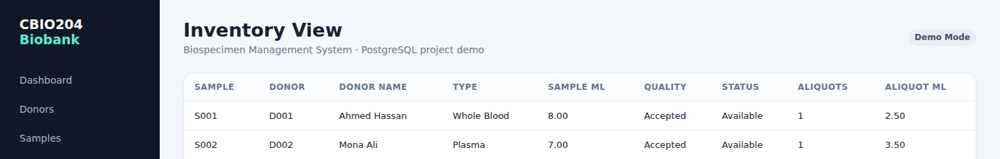 CBIO204
Biobank
Dashboard
Donors
Samples
Inventory View
Biospecimen Management System · PostgreSQL project demo
Demo Mode
SAMPLE DONOR DONOR NAME TYPE SAMPLE ML QUALITY STATUS ALIQUOTS ALIQUOT ML
S001 D001 Ahmed Hassan Whole Blood 8.00 Accepted Available 1 2.50
S002 D002 Mona Ali Plasma 7.00 Accepted Available 1 3.50